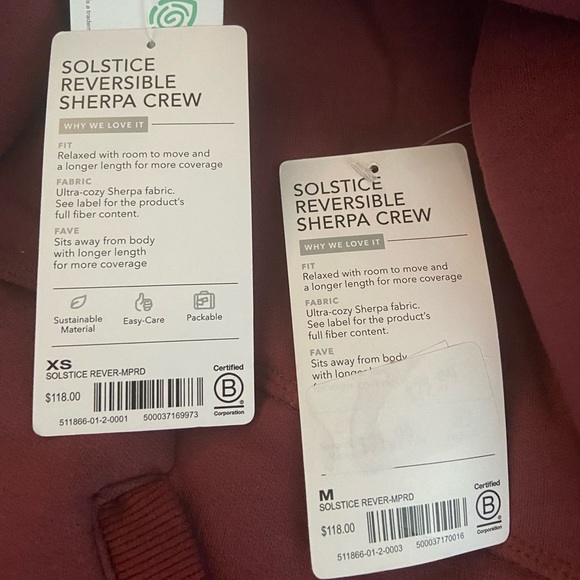 SOLSTICE
REVERSIBLE
SHERPA CREW
WHY WE LOVE IT
FIT
Relaxed with room to move and
a longer length for more coverage
FABRIC
Ultra-cozy Sherpa fabric.
See label for the product's
full fiber content.
FAVE
Sits away from body
with longer length
for more coverage
Sustainable
Material
Easy-Care
Packable
XS
SOLSTICE REVER-MPRD
$118.00
511866-01-2-0001 500037169973
Certified
B
Corporation
SOLSTICE
REVERSIBLE
SHERPA CREW
WHY WE LOVE IT
FIT
Relaxed with room to move and
a longer length for more coverage
FABRIC
Ultra-cozy Sherpa fabric.
See label for the product's
full fiber content.
FAVE
Sits away from body
with
M
SOLSTICE REVER-MPRD
$118.00
511866-01-2-0003 500037170016
Certified
B
Corporation